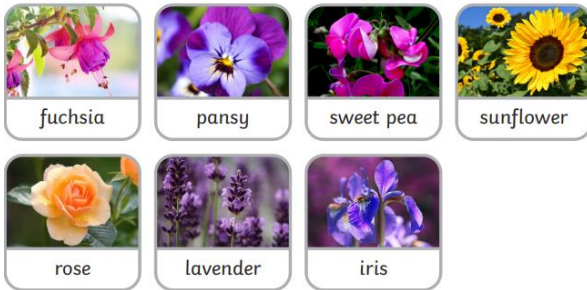 fuchsia
pansy
sweet pea
sunflower
rose
lavender
iris